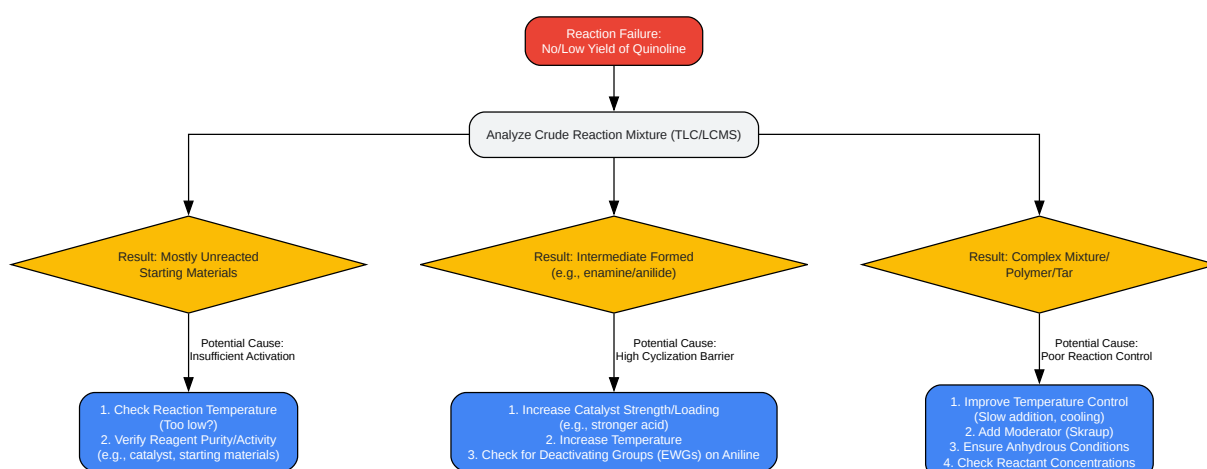 Reaction Failure:
No/Low Yield of Quinoline
Analyze Crude Reaction Mixture (TLC/LCMS)
Result: Mostly Unreacted
Starting Materials
Result: Intermediate Formed
(e.g., enamine/anilide)
Result: Complex Mixture/
Polymer/Tar
Potential Cause:
Insufficient Activation
Potential Cause:
High Cyclization Barrier
Potential Cause:
Poor Reaction Control
1. Check Reaction Temperature
(Too low?)
2. Verify Reagent Purity/Activity
(e.g., catalyst, starting materials)
1. Increase Catalyst Strength/Loading
(e.g., stronger acid)
2. Increase Temperature
3. Check for Deactivating Groups (EWGs) on Aniline
1. Improve Temperature Control
(Slow addition, cooling)
2. Add Moderator (Skraup)
3. Ensure Anhydrous Conditions
4. Check Reactant Concentrations